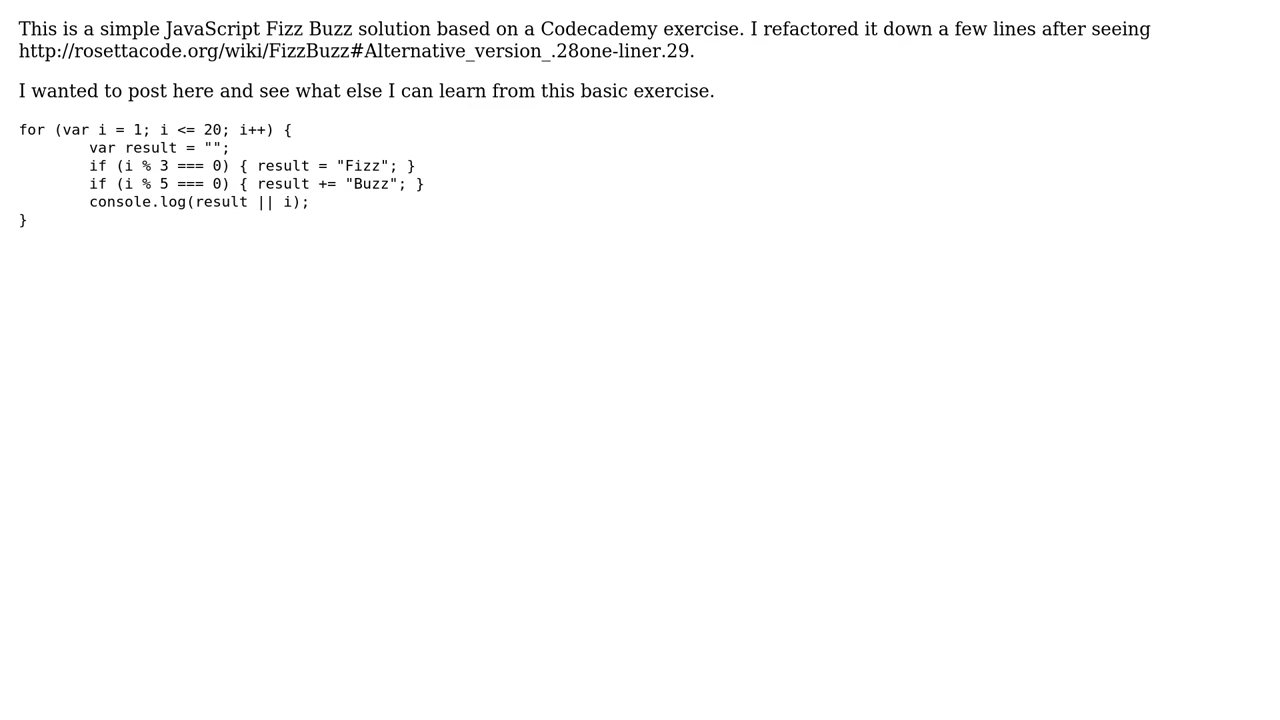 This is a simple JavaScript Fizz Buzz solution based on a Codecademy exercise. I refactored it down a few lines after seeing
http://rosettacode.org/wiki/FizzBuzz#Alternative_version_.28one-liner.29.
I wanted to post here and see what else I can learn from this basic exercise.
for (var i = 1; i <= 20; i++) {
        var result = "";
        if (i % 3 === 0) { result = "Fizz"; }
        if (i % 5 === 0) { result += "Buzz"; }
        console.log(result || i);
}